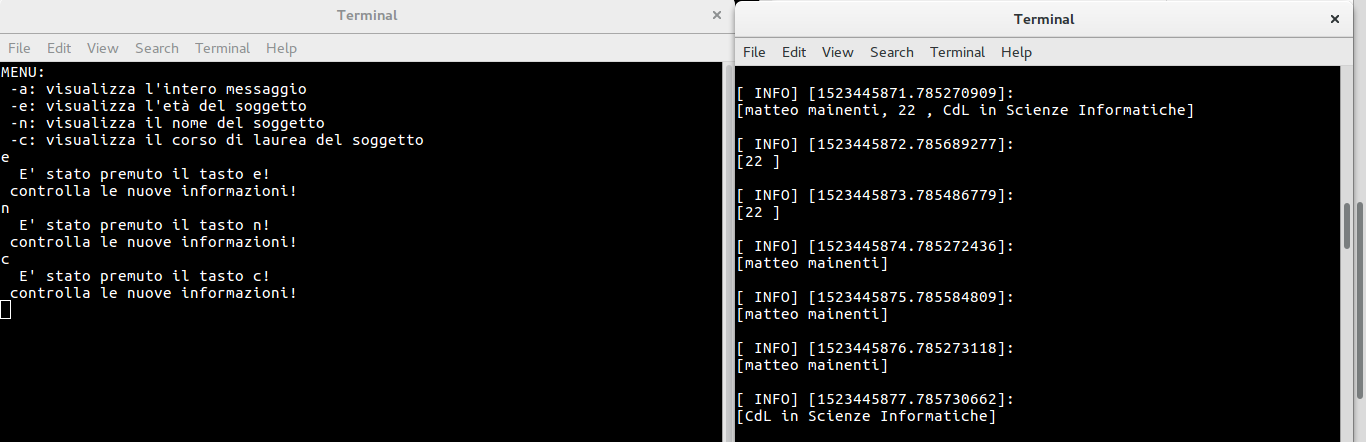 Terminal
File Edit View Search Terminal Help
MENU:
-a: visualizza l'intero messaggio
-e: visualizza l'età del soggetto
-n: visualizza il nome del soggetto
-c: visualizza il corso di laurea del soggetto
e
E' stato premuto il tasto e!
controlla le nuove informazioni!
n
E' stato premuto il tasto n!
controlla le nuove informazioni!
c
E' stato premuto il tasto c!
controlla le nuove informazioni!
Terminal
File Edit View Search Terminal Help
[ INFO] [1523445871.785270909]:
[matteo mainenti, 22 , CdL in Scienze Informatiche]
[ INFO] [1523445872.785689277]:
[22 ]
[ INFO] [1523445873.785486779]:
[22 ]
[ INFO] [1523445874.785272436]:
[matteo mainenti]
[ INFO] [1523445875.785584809]:
[matteo mainenti]
[ INFO] [1523445876.785273118]:
[matteo mainenti]
[ INFO] [1523445877.785730662]:
[CdL in Scienze Informatiche]